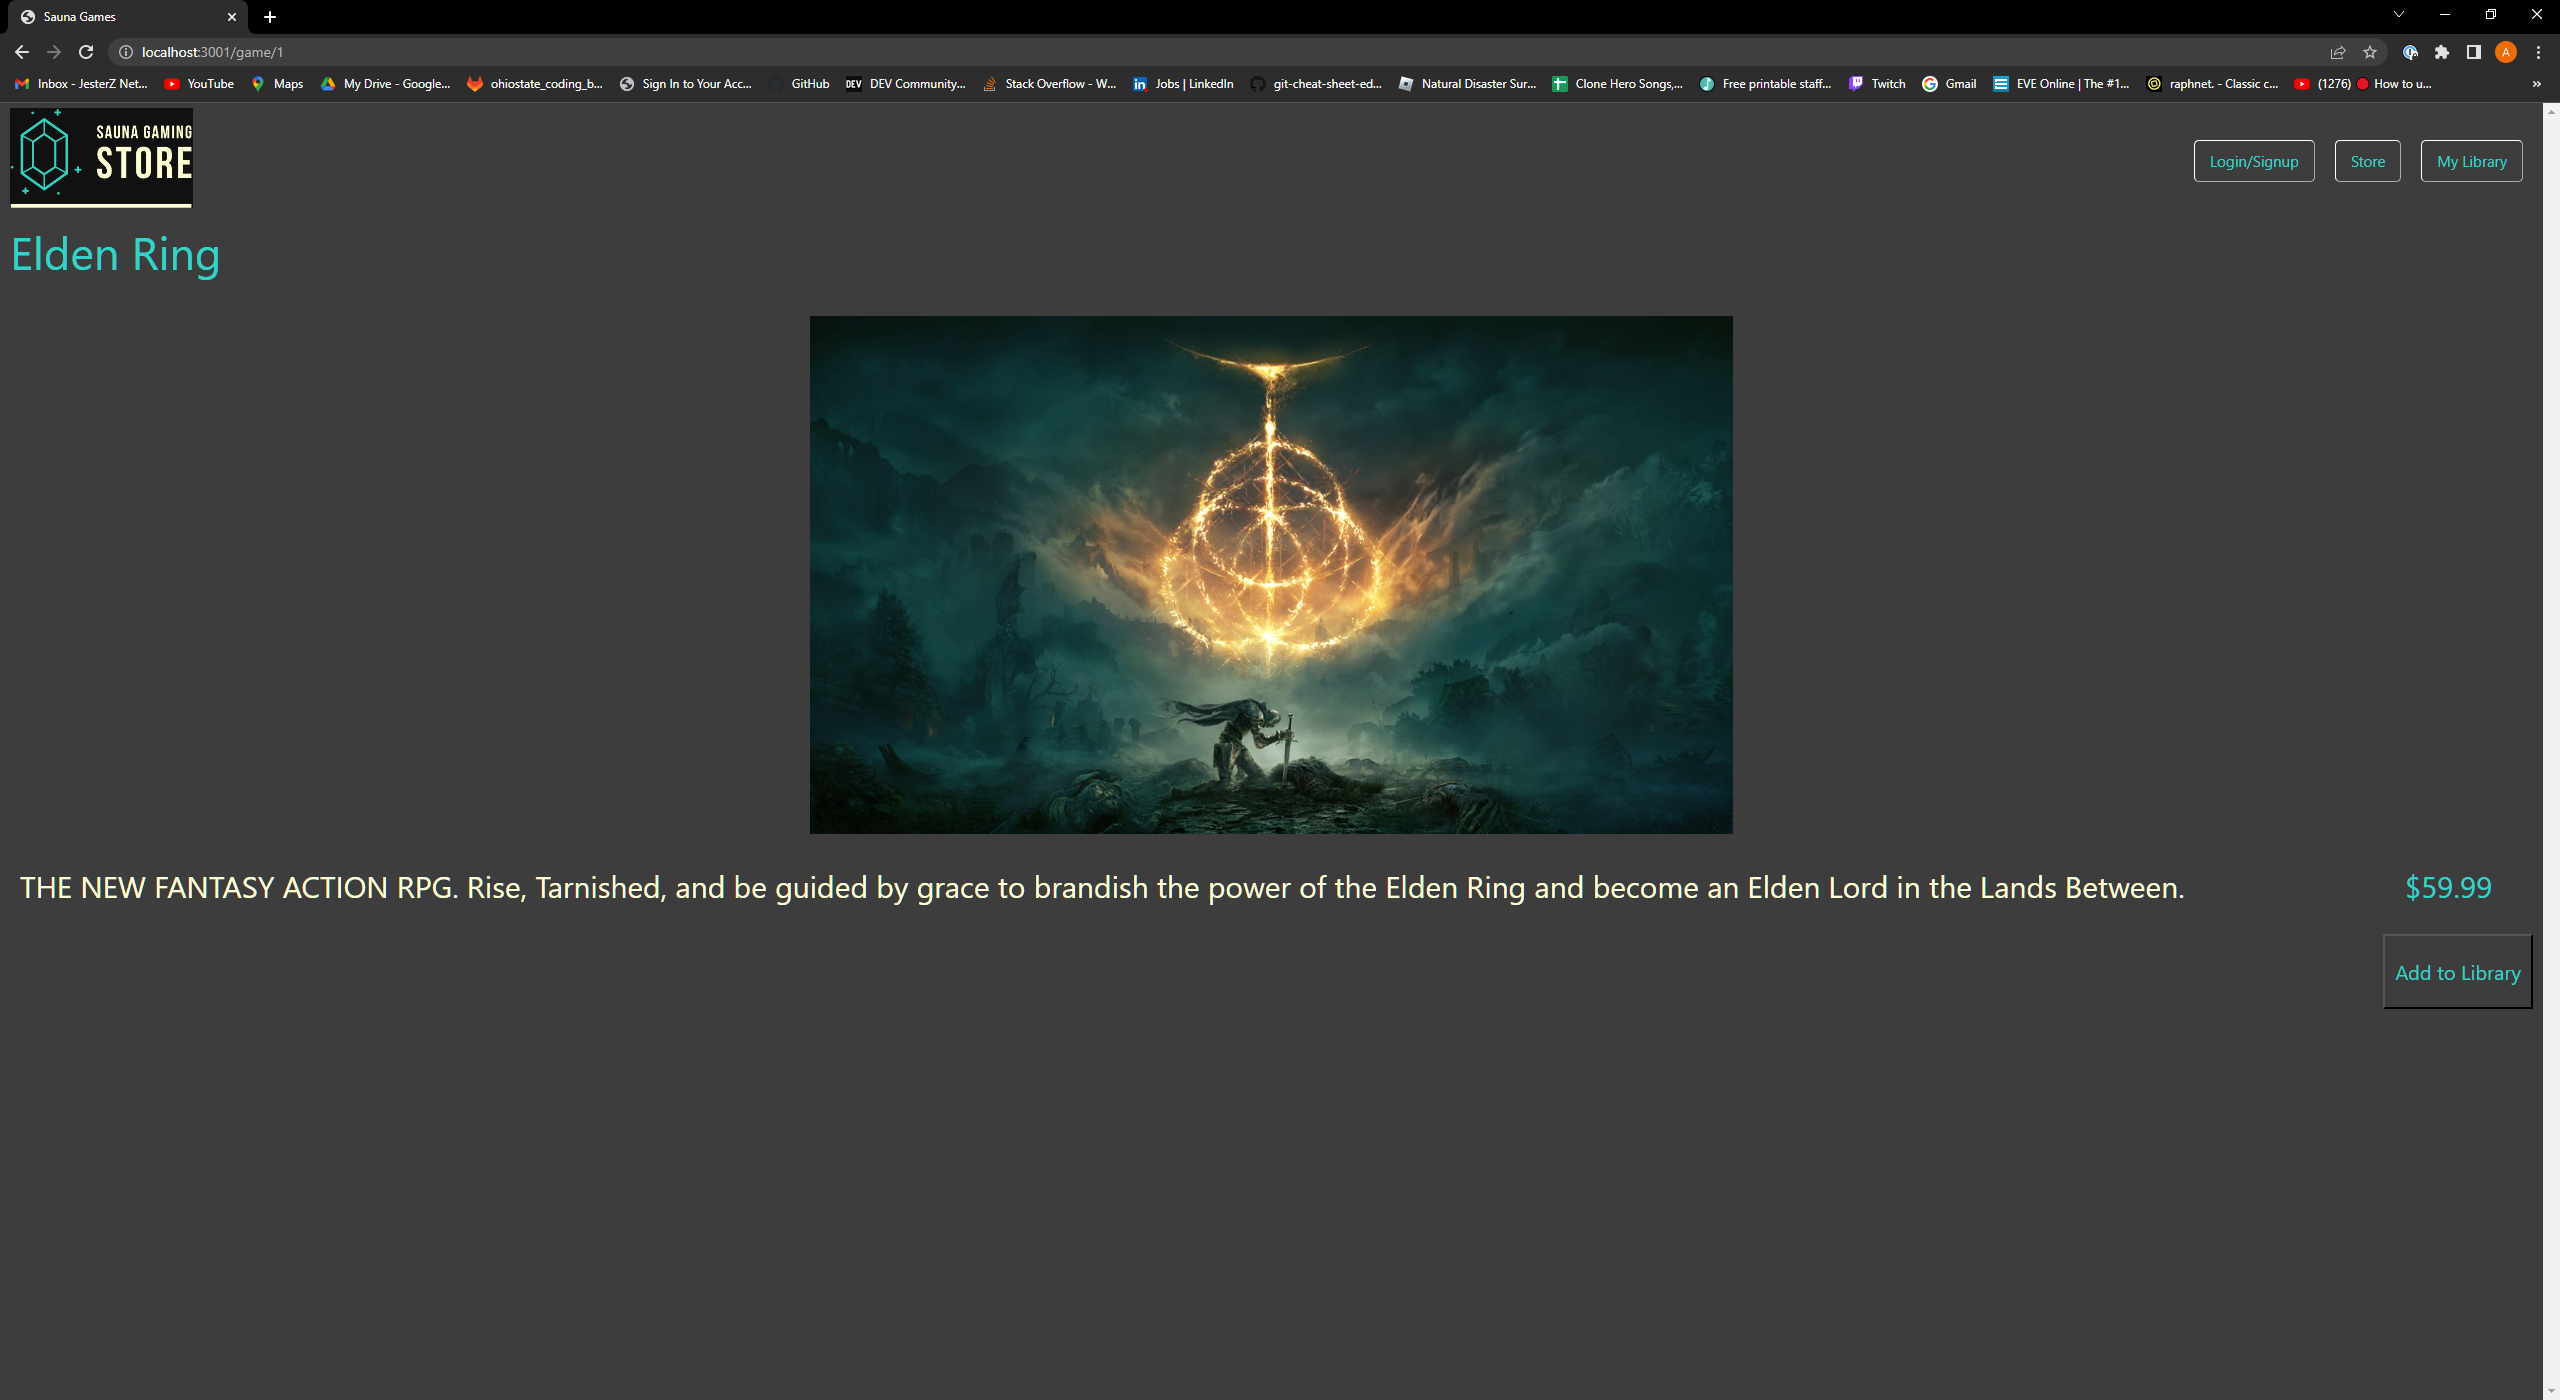 Sauna Games
localhost:3001/game/1
Inbox - JesterZ Net...
YouTube
Maps
My Drive - Google...
ohiostate_coding_b...
Sign In to Your Acc...
GitHub
DEV
DEV Community...
Stack Overflow - W...
Jobs | LinkedIn
git-cheat-sheet-ed...
Natural Disaster Sur...
Clone Hero Songs,...
Free printable staff...
Twitch
Gmail
EVE Online | The #1...
raphnet. - Classic c...
(1276) 🔴 How to u...
»
A
SAUNA GAMING
STORE
Login/Signup
Store
My Library
Elden Ring
THE NEW FANTASY ACTION RPG. Rise, Tarnished, and be guided by grace to brandish the power of the Elden Ring and become an Elden Lord in the Lands Between.
$59.99
Add to Library